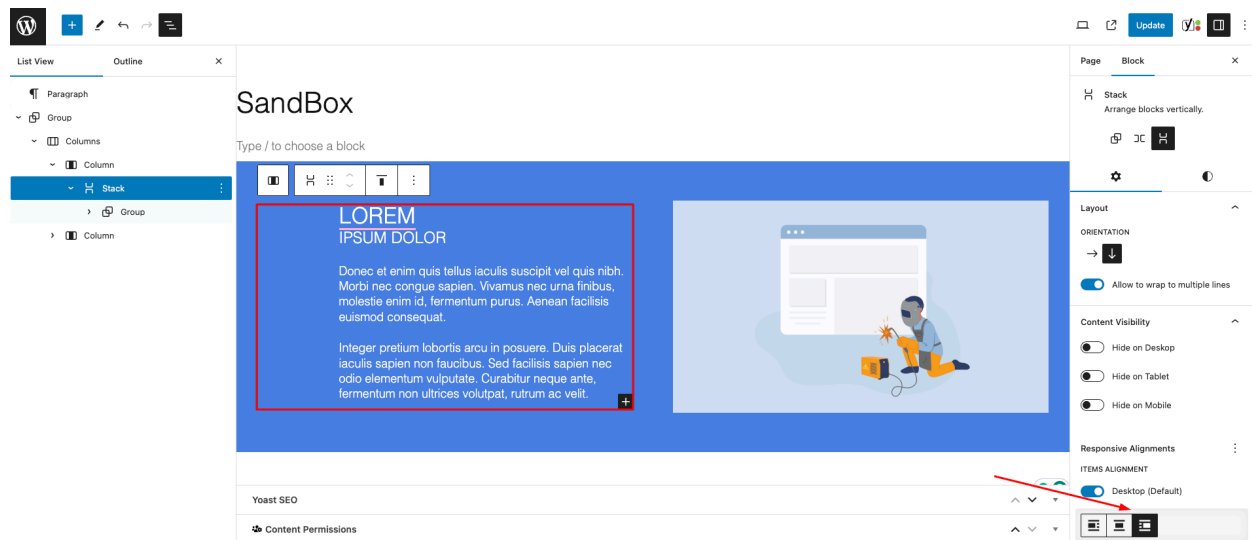 Update
List View Outline
Page Block
Paragraph
Group
Columns
Column
Stack
Group
Column
SandBox
Type / to choose a block
LOREM
IPSUM DOLOR
Donec et enim quis tellus iaculis suscipit vel quis nibh.
Morbi nec congue sapien. Vivamus nec urna finibus,
molestie enim id, fermentum purus. Aenean facilisis
euismod consequat.
Integer pretium lobortis arcu in posuere. Duis placerat
iaculis sapien non faucibus. Sed facilisis sapien nec
odio elementum vulputate. Curabitur neque ante,
fermentum non ultrices volutpat, rutrum ac velit.
Yoast SEO
Content Permissions
Stack
Arrange blocks vertically.
Layout
ORIENTATION
Allow to wrap to multiple lines
Content Visibility
Hide on Deskop
Hide on Tablet
Hide on Mobile
Responsive Alignments
ITEMS ALIGNMENT
Desktop (Default)